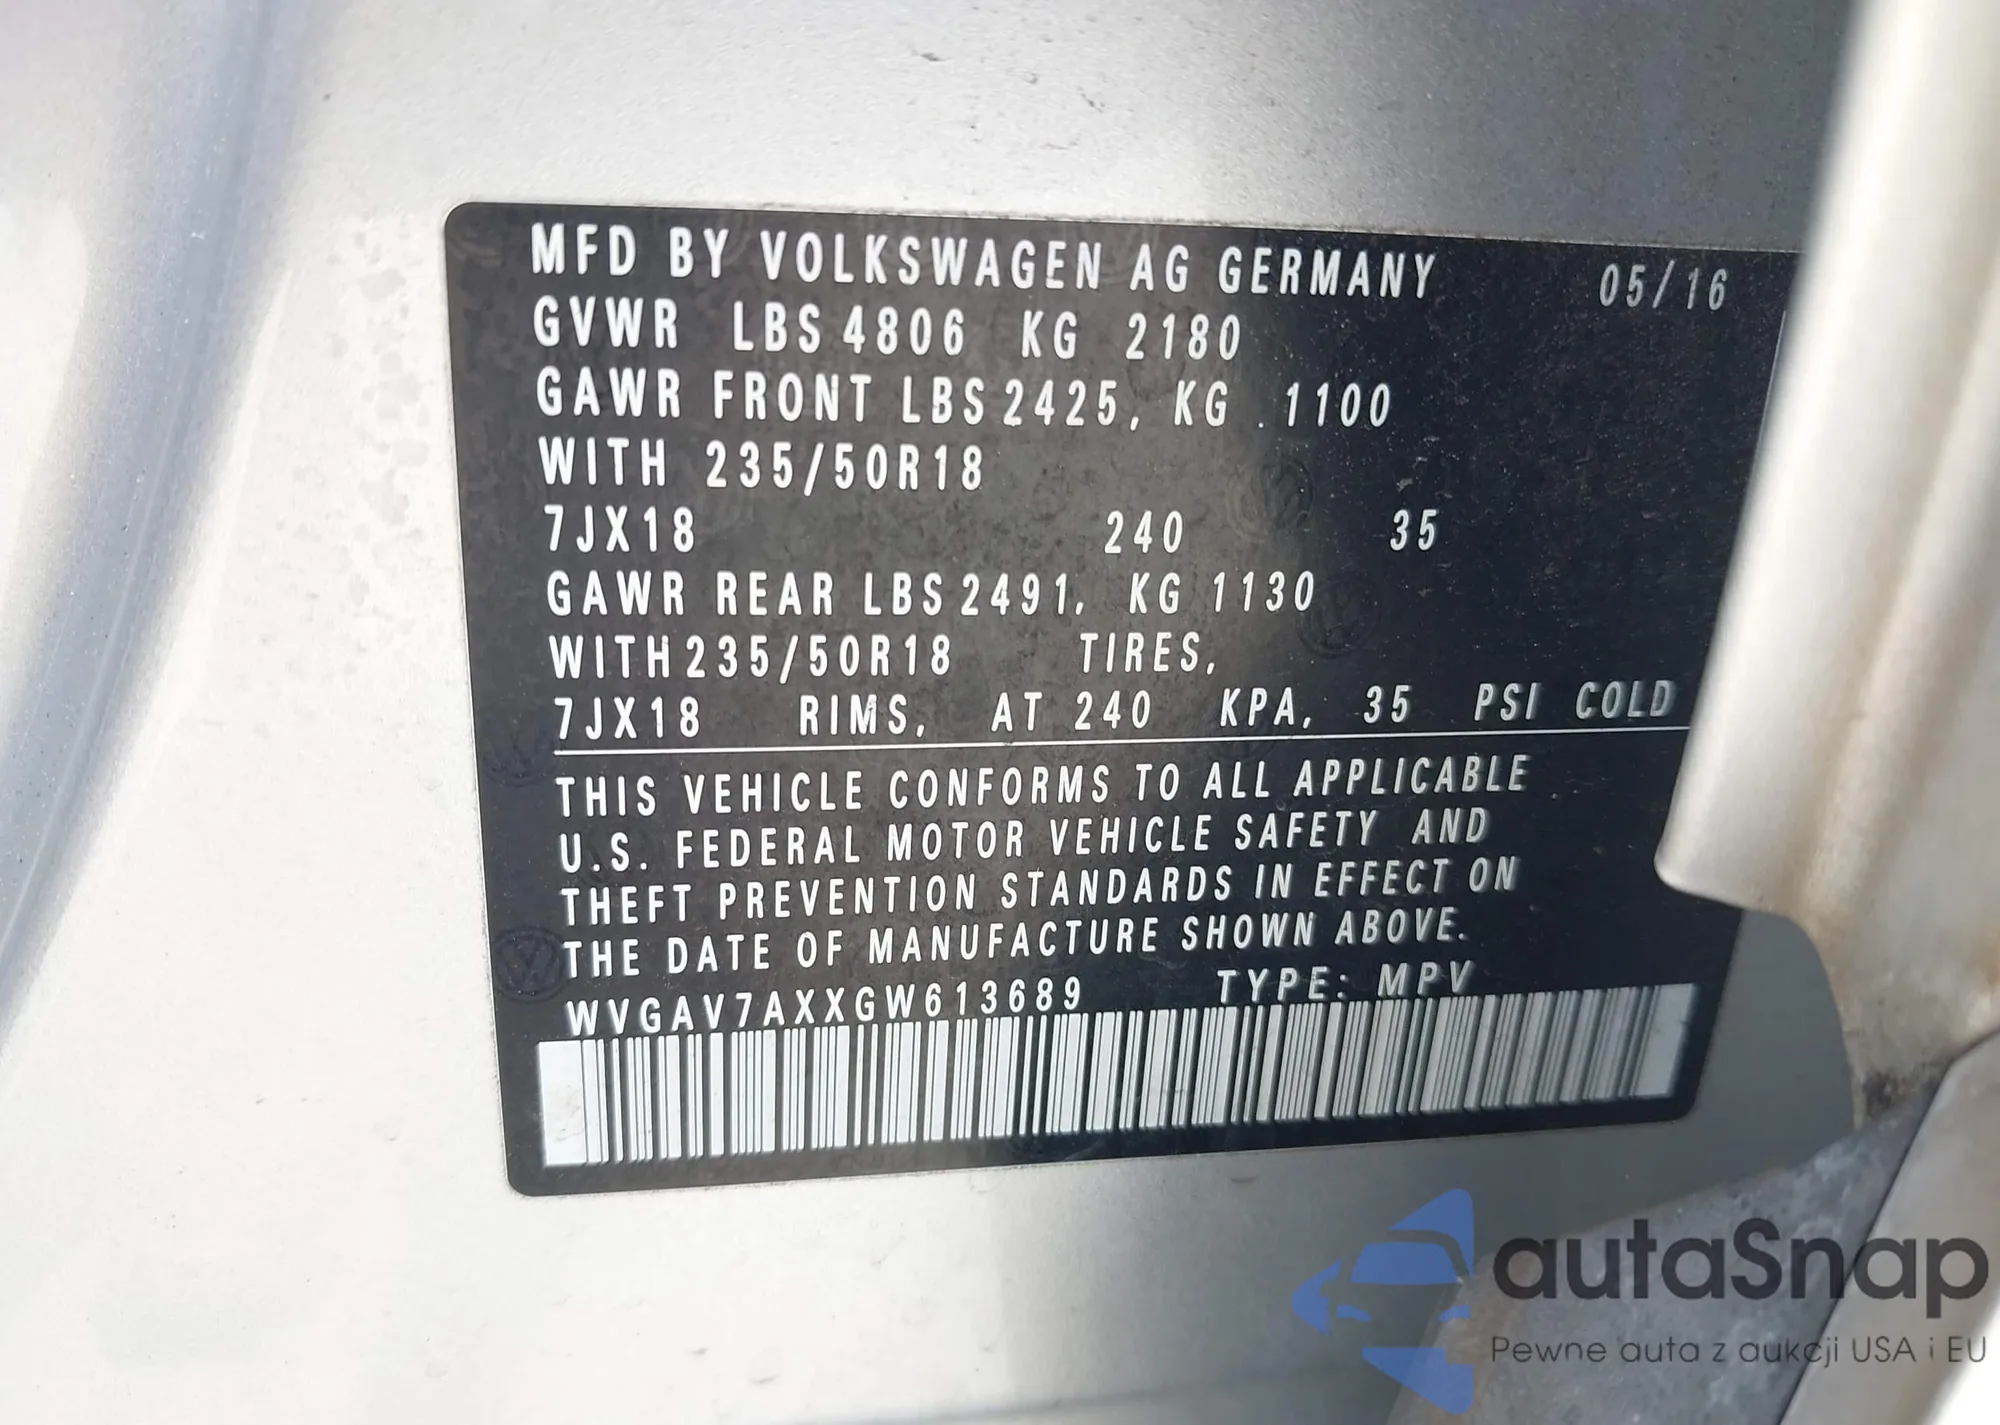 MFD BY VOLKSWAGEN AG GERMANY 05/16
GVWR LBS 4806 KG 2180
GAWR FRONT LBS 2425, KG .1100
WITH 235/50R18
7JX18 240 35
GAWR REAR LBS 2491, KG 1130
WITH 235/50R18 TIRES,
7JX18 RIMS, AT 240 KPA, 35 PSI COLD
THIS VEHICLE CONFORMS TO ALL APPLICABLE
U.S. FEDERAL MOTOR VEHICLE SAFETY AND
THEFT PREVENTION STANDARDS IN EFFECT ON
THE DATE OF MANUFACTURE SHOWN ABOVE.
WVGAV7AXXGW613689 TYPE: MPV
autaSnap
Pewne auta z aukcji USA i EU